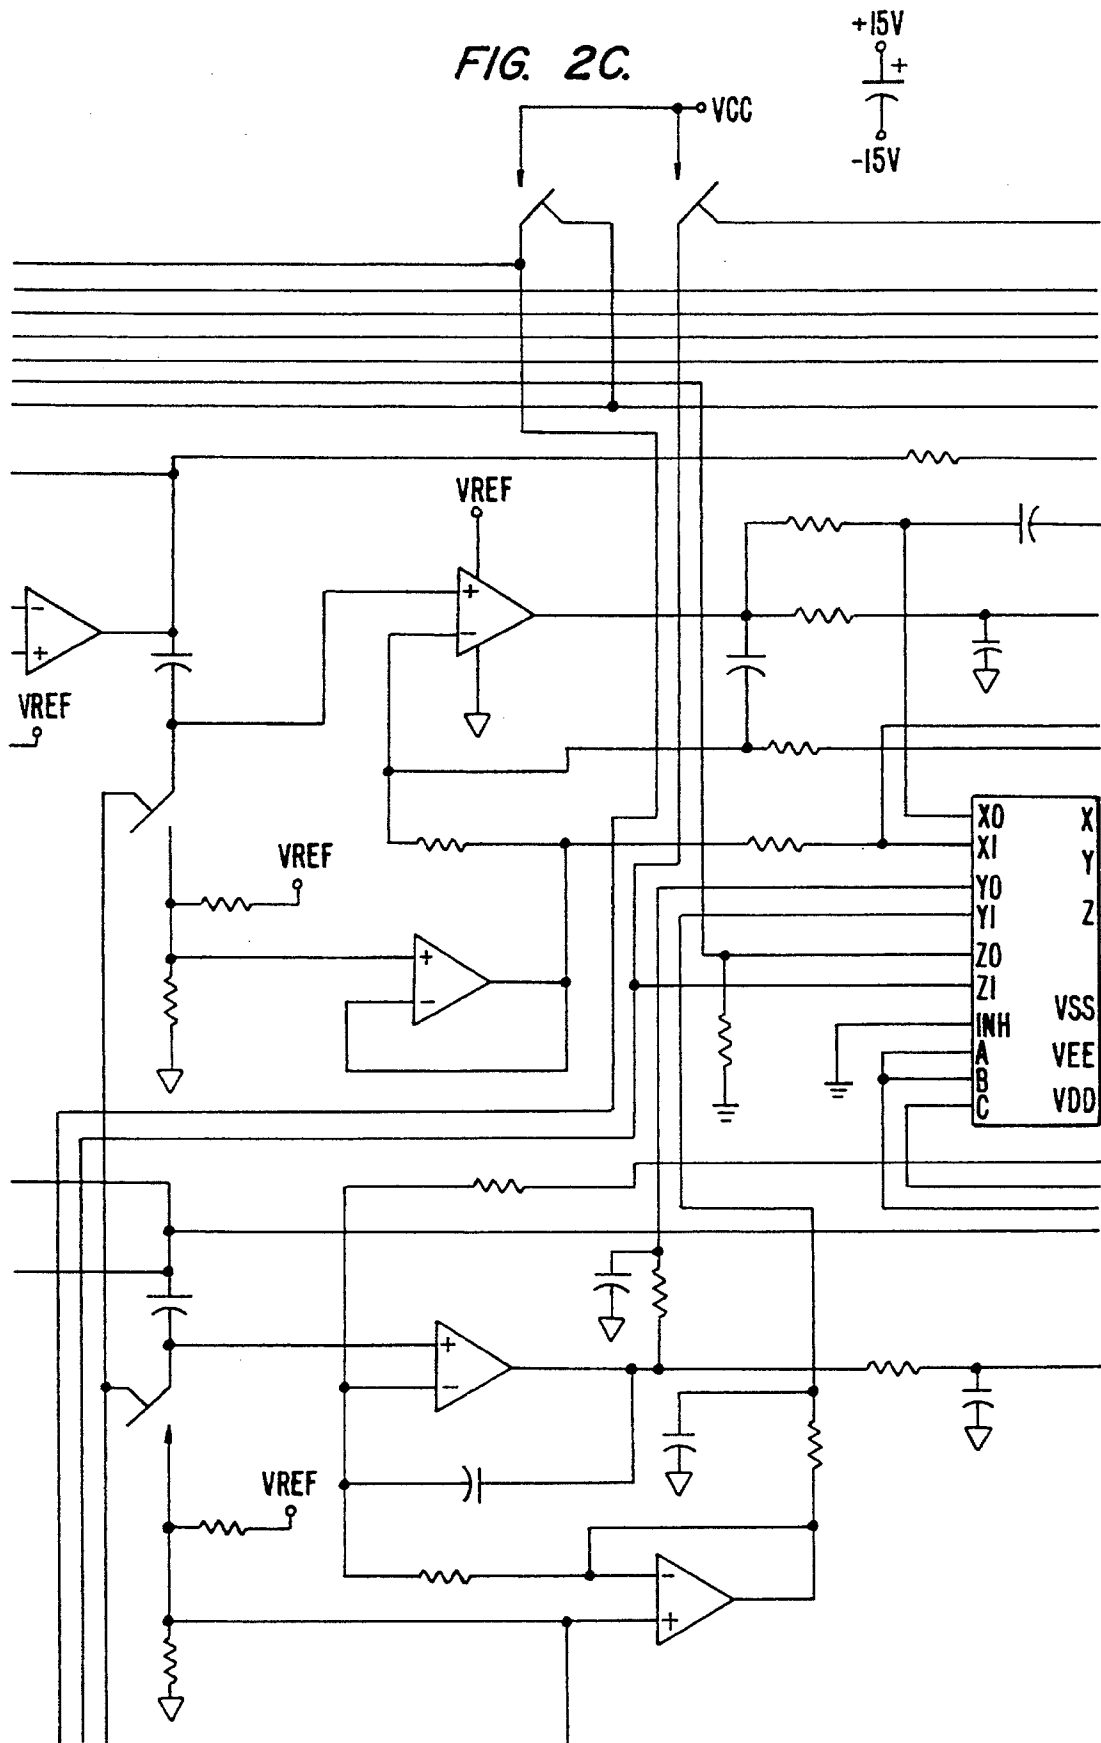 +15V
FIG. 2C.
+
VCC
-15V
VREF
+
-
-
+
VREF
X0 X
X1
Y
VREF
Y0
Y1 Z
Z0
+
Z1
-
VSS
INH
A VEE
B
C VDD
+
-
VREF
-
+